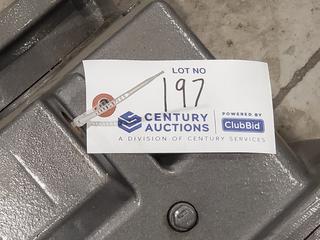 LOT NO
197
CENTURY AUCTIONS
POWERED BY
ClubBid
A DIVISION OF CENTURY SERVICES